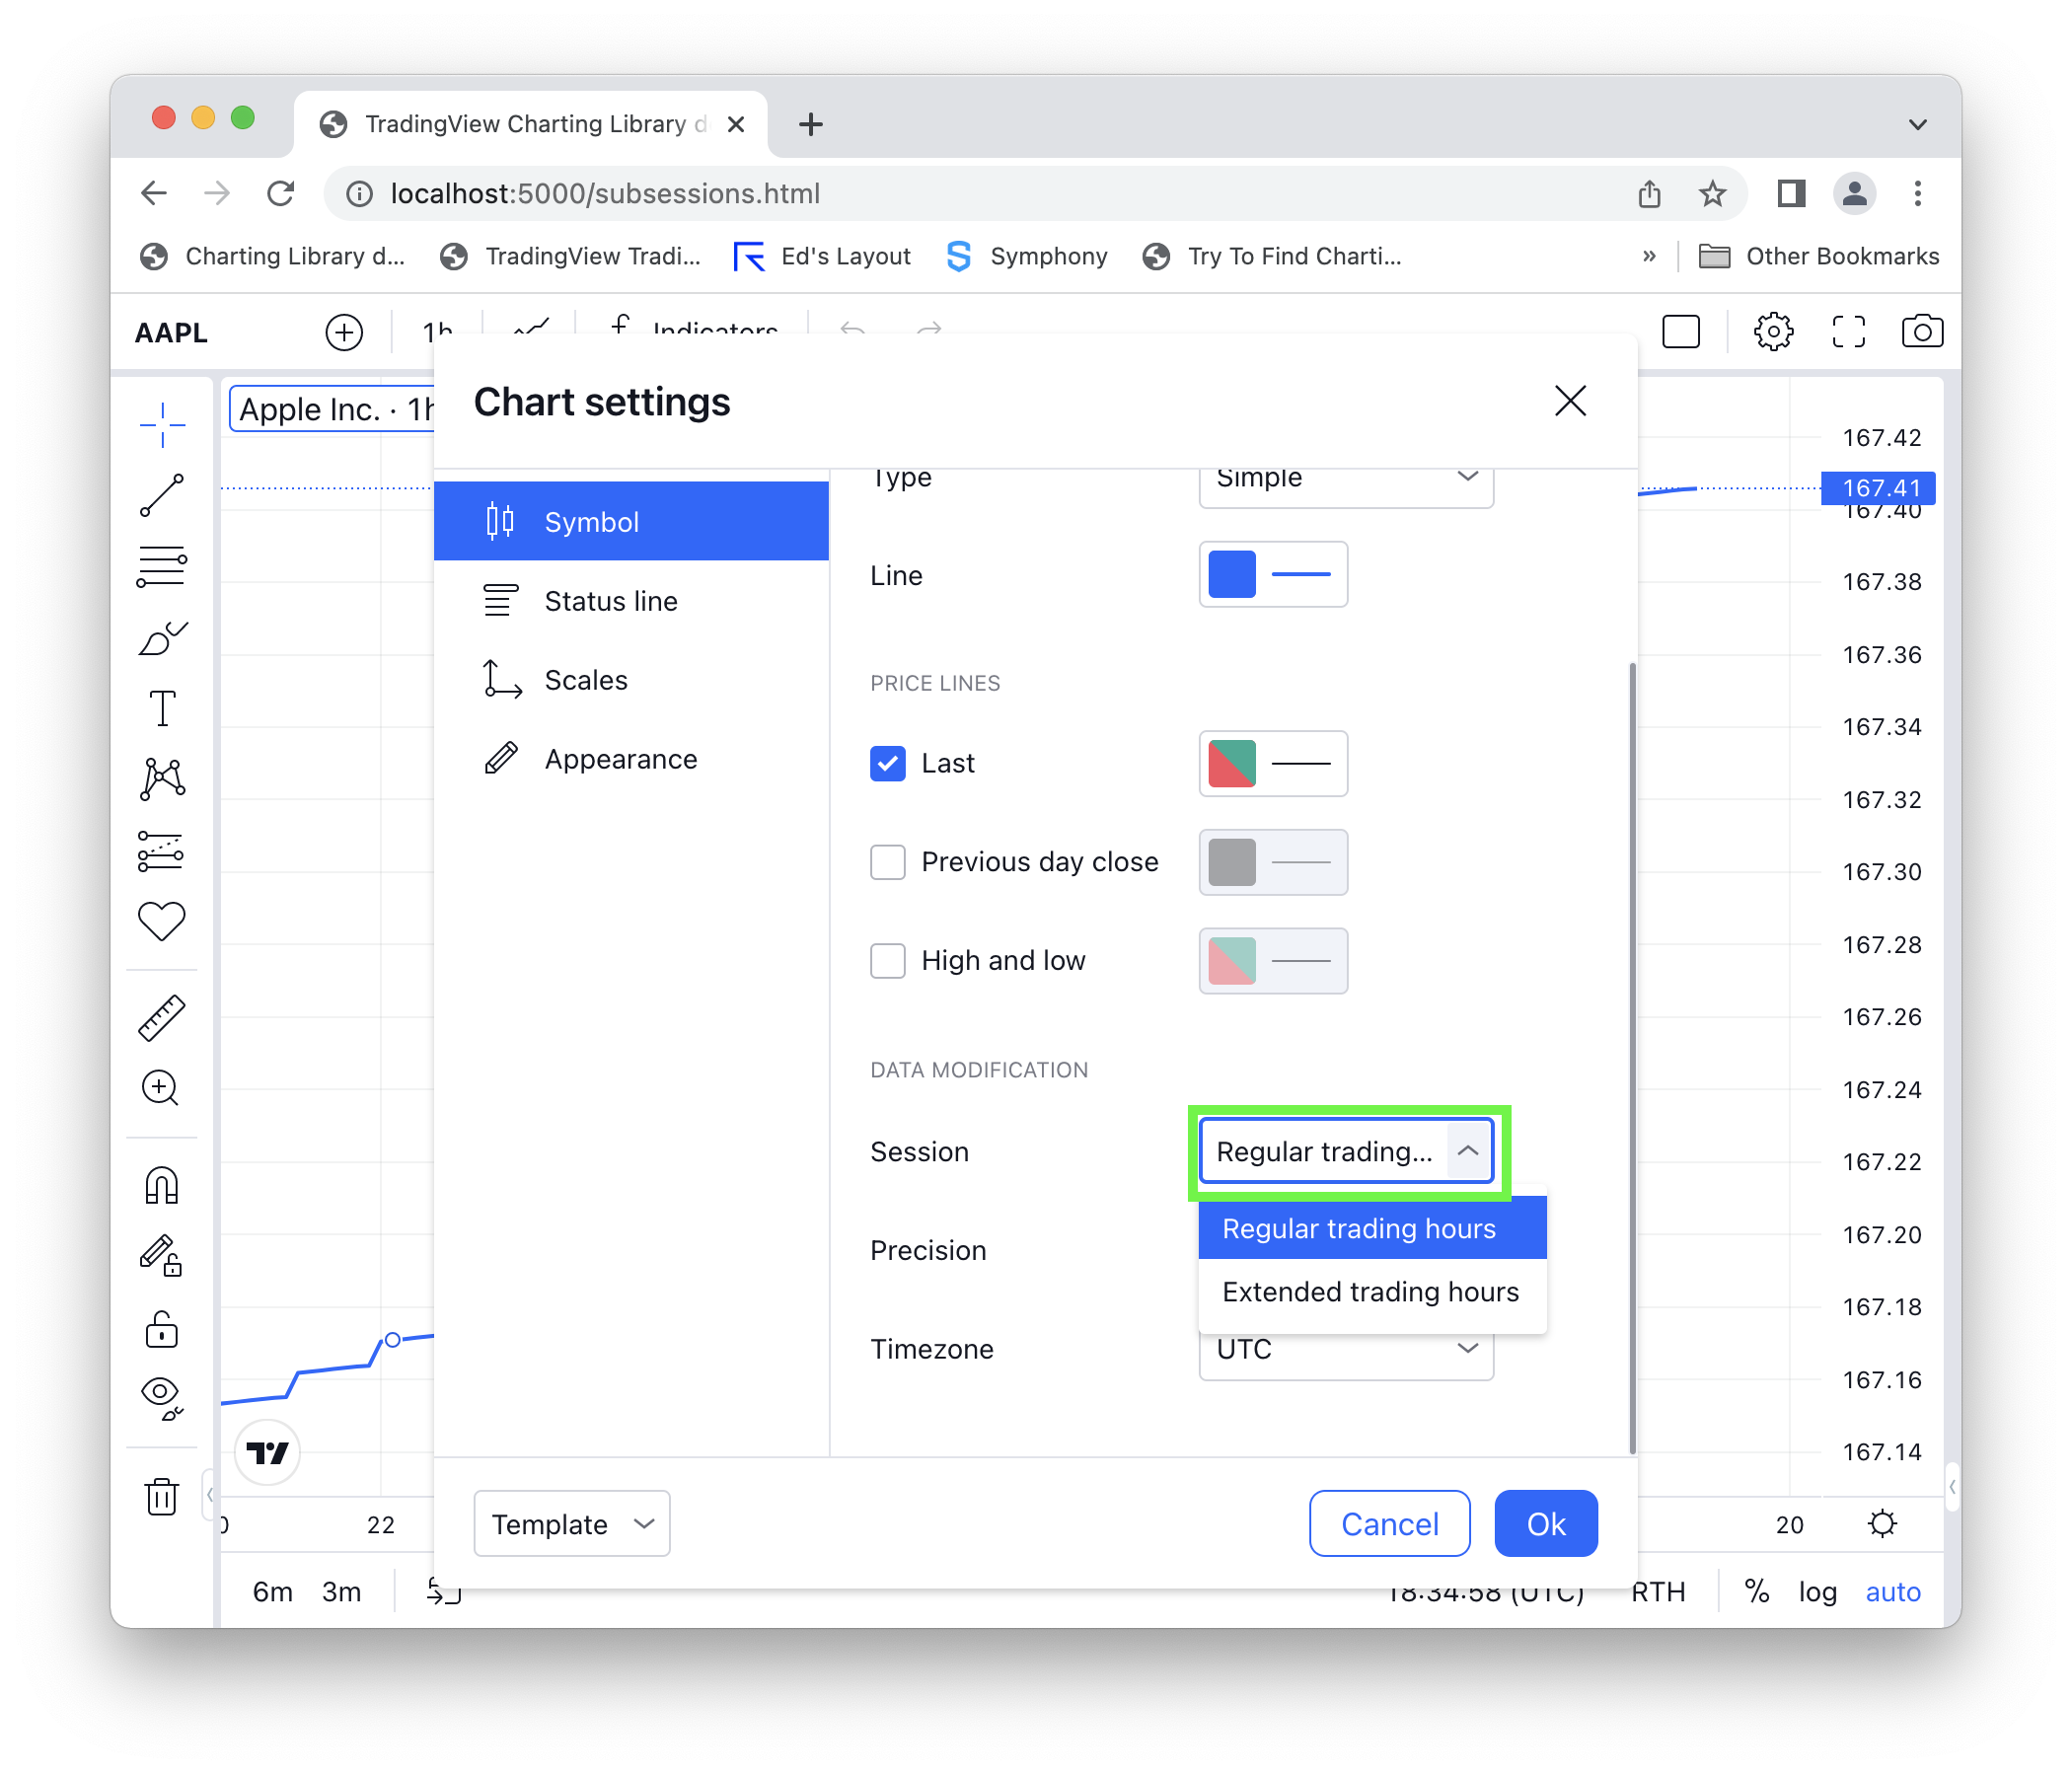 TradingView Charting Library d
localhost:5000/subsessions.html
Charting Library d...
TradingView Tradi...
Ed's Layout
Symphony
Try To Find Charti...
»
Other Bookmarks
AAPL
1h
Indicators
Apple Inc. · 1h
Chart settings
Symbol
Status line
Scales
Appearance
Type
Simple
Line
PRICE LINES
Last
Previous day close
High and low
DATA MODIFICATION
Session
Regular trading...
Regular trading hours
Extended trading hours
Precision
Timezone
UTC
Template
Cancel
Ok
167.42
167.41
167.40
167.38
167.36
167.34
167.32
167.30
167.28
167.26
167.24
167.22
167.20
167.18
167.16
167.14
22
20
6m
3m
18:34:58 (UTC)
RTH
%
log
auto